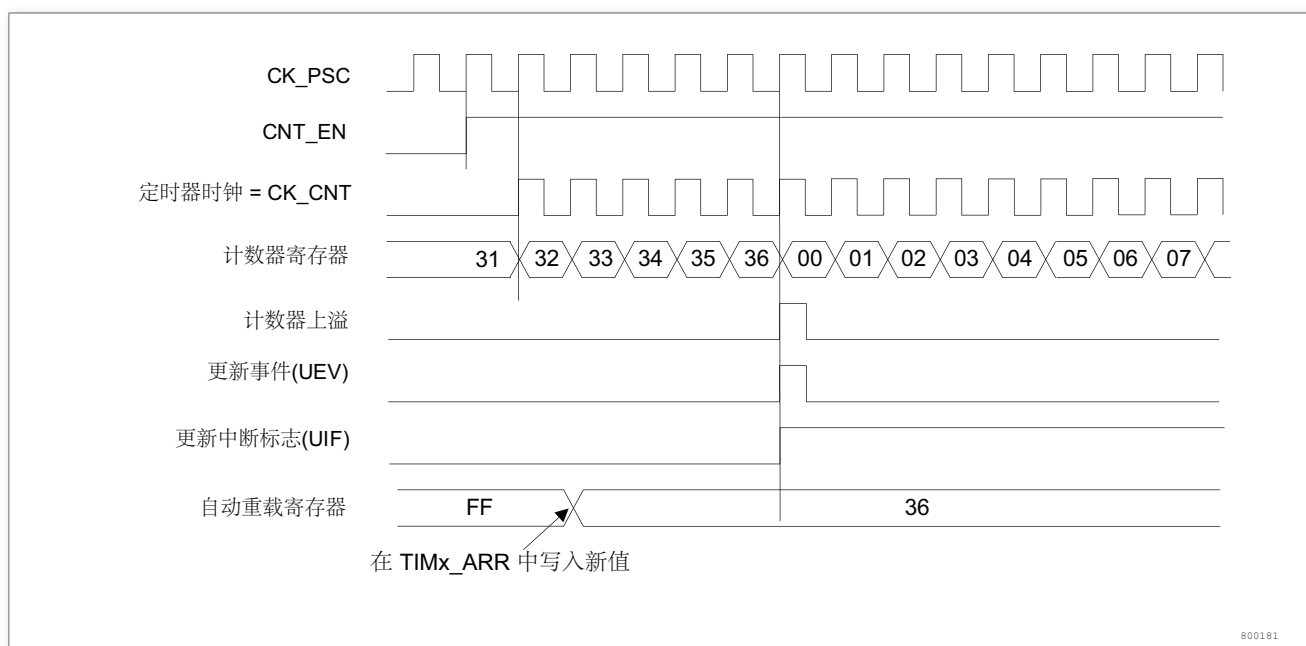 CK_PSC
CNT_EN
定时器时钟 = CK_CNT
计数器寄存器
31 32 33 34 35 36 00 01 02 03 04 05 06 07
计数器上溢
更新事件(UEV)
更新中断标志(UIF)
自动重载寄存器
FF 36
在 TIMx_ARR 中写入新值
800181